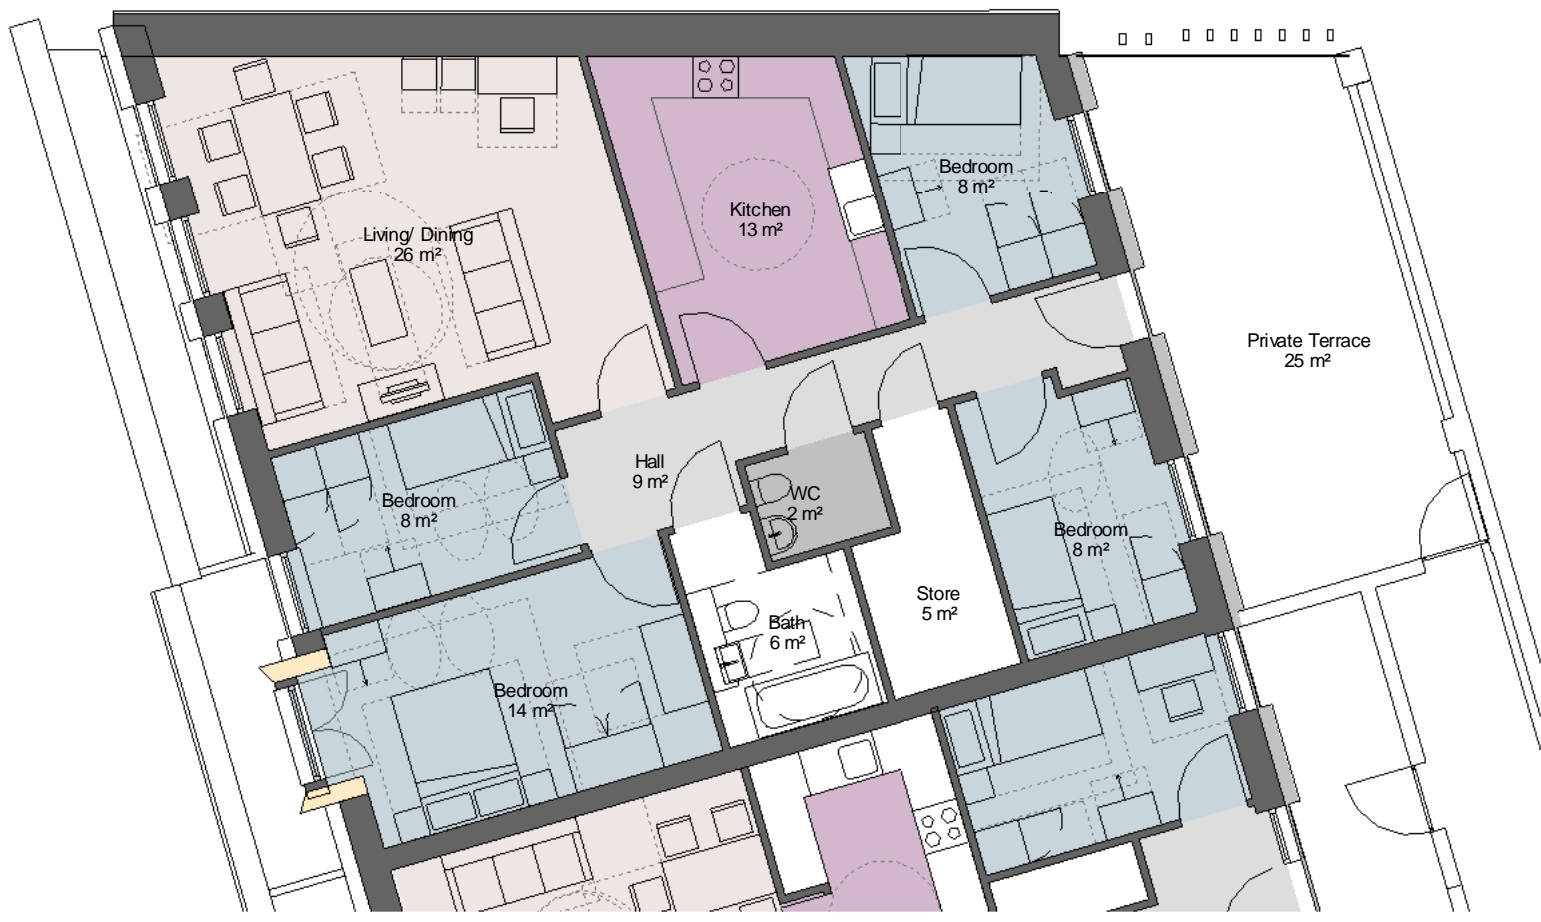 Bedroom
8 m²
Kitchen
13 m²
Living/ Dining
26 m²
Private Terrace
25 m²
Hall
9 m²
WC
2 m²
Bedroom
8 m²
Bedroom
8 m²
Store
5 m²
Bath
6 m²
Bedroom
14 m²